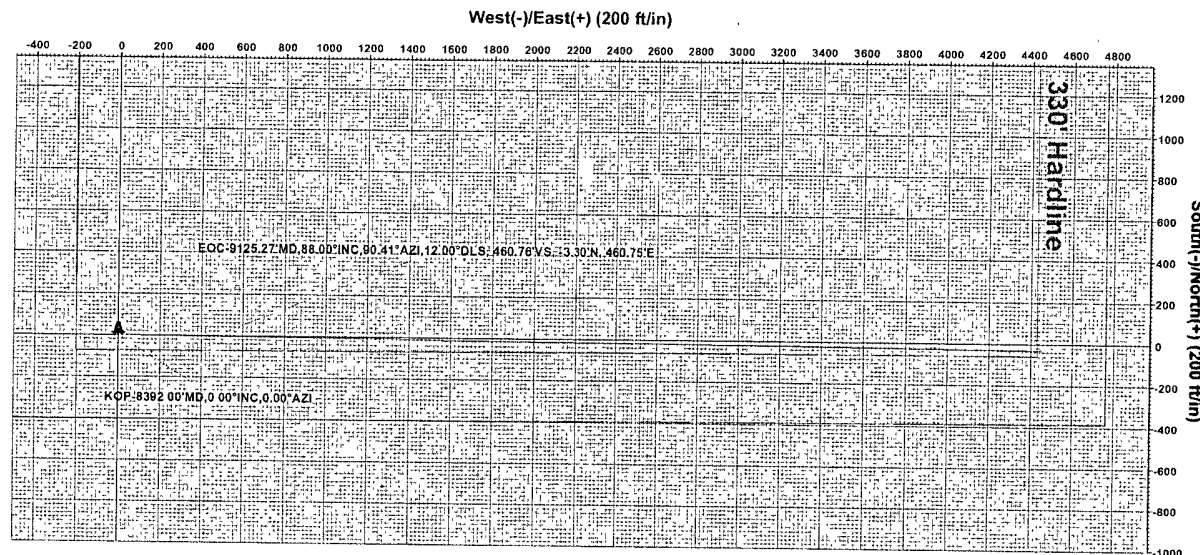 West(-)/East(+) (200 ft/in)
-400 -200 0 200 400 600 800 1000 1200 1400 1600 1800 2000 2200 2400 2600 2800 3000 3200 3400 3600 3800 4000 4200 4400 4600 4800
330' Hardline
1200
1000
800
600
EOC-9125.27'MD,88.00°INC,90.41°AZI,12.00°DLS, 460.76'VS, -3.30'N, 460.75'E
400
200
A
0
-200
KOP-8392 00'MD,0 00°INC,0.00°AZI
-400
-600
-800
-1000
South(-)/North(+) (200 ft/in)